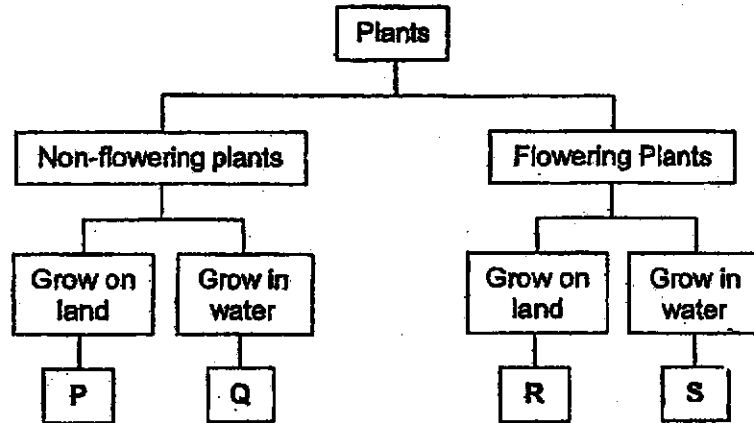 Plants
Non-flowering plants
Flowering Plants
Grow on
land
Grow in
water
Grow on
land
Grow in
water
P
Q
R
S